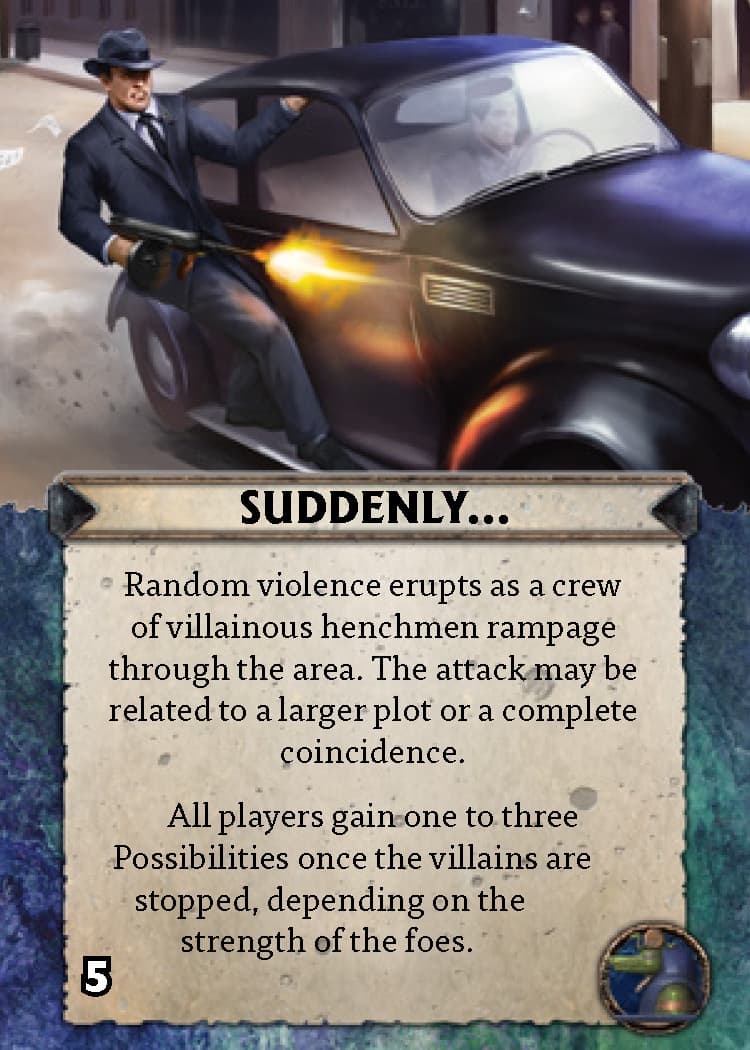 SUDDENLY...
Random violence erupts as a crew
of villainous henchmen rampage
through the area. The attack may be
related to a larger plot or a complete
coincidence.
All players gain one to three
Possibilities once the villains are
stopped, depending on the
strength of the foes.
5